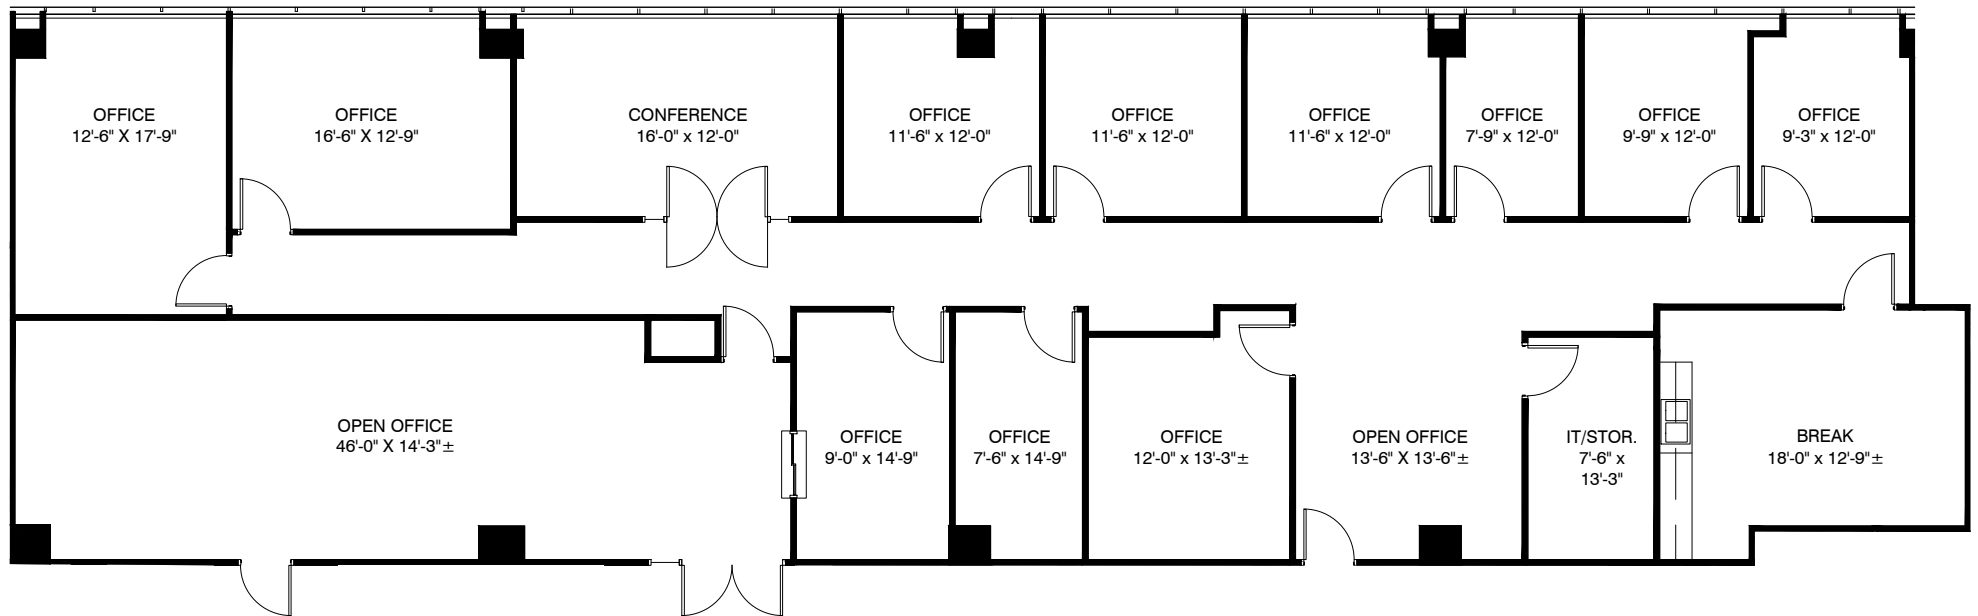 OFFICE
12'-6" X 17'-9"
OFFICE
16'-6" X 12'-9"
CONFERENCE
16'-0" x 12'-0"
OFFICE
11'-6" x 12'-0"
OFFICE
11'-6" x 12'-0"
OFFICE
11'-6" x 12'-0"
OFFICE
7'-9" x 12'-0"
OFFICE
9'-9" x 12'-0"
OFFICE
9'-3" x 12'-0"
OPEN OFFICE
46'-0" X 14'-3"±
OFFICE
9'-0" x 14'-9"
OFFICE
7'-6" x 14'-9"
OFFICE
12'-0" x 13'-3"±
OPEN OFFICE
13'-6" X 13'-6"±
IT/STOR.
7'-6" x
13'-3"
BREAK
18'-0" x 12'-9"±